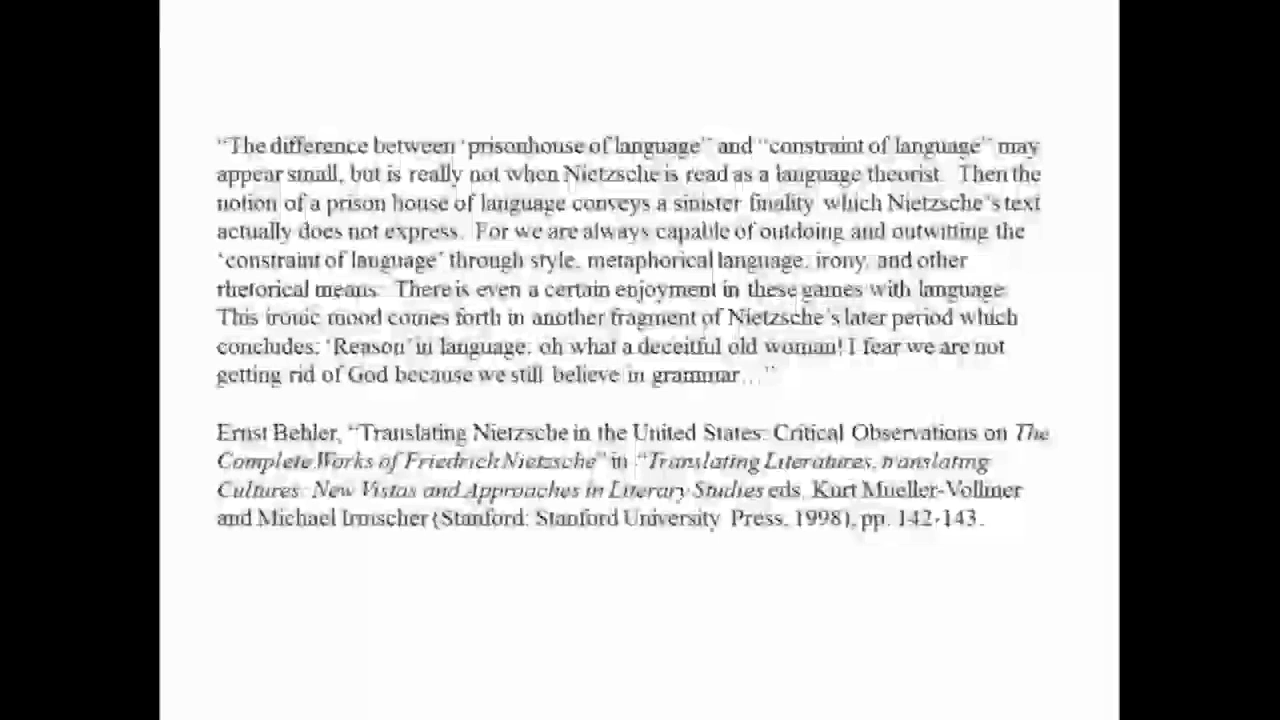 “The difference between ‘prisonhouse of language” and “constraint of language” may
appear small, but is really not when Nietzsche is read as a language theorist. Then the
notion of a prison house of language conveys a sinister finality which Nietzsche’s text
actually does not express. For we are always capable of outdoing and outwitting the
‘constraint of language’ through style, metaphorical language, irony, and other
rhetorical means. There is even a certain enjoyment in these games with language.
This ironic mood comes forth in another fragment of Nietzsche’s later period which
concludes: ‘Reason’ in language; oh what a deceitful old woman! I fear we are not
getting rid of God because we still believe in grammar…”
Ernst Behler, “Translating Nietzsche in the United States: Critical Observations on The
Complete Works of Friedrich Nietzsche” in “Translating Literatures, translating
Cultures: New Vistas and Approaches in Literary Studies eds. Kurt Mueller-Vollmer
and Michael Irmscher (Stanford: Stanford University Press, 1998), pp. 142-143.